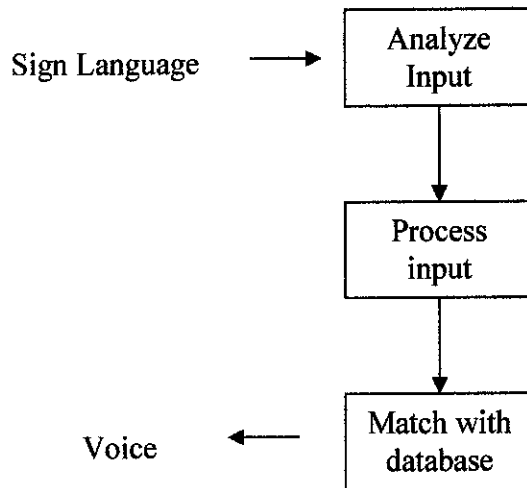 Sign Language
Analyze
Input
Process
input
Match with
database
Voice